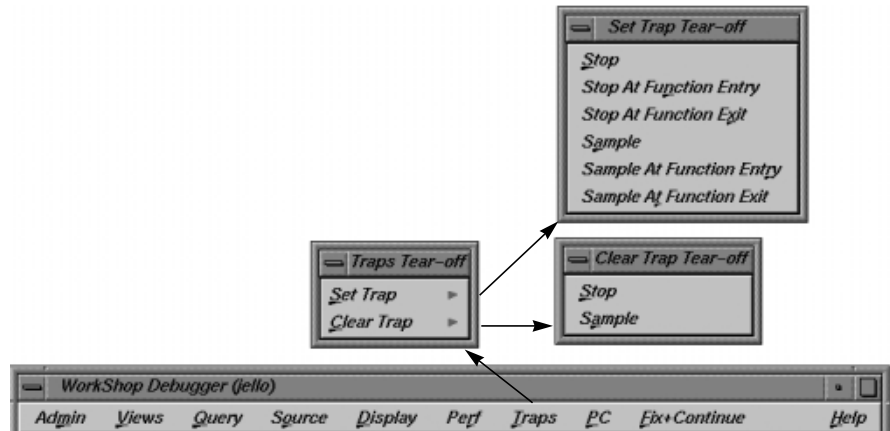 Set Trap Tear-off
Stop
Stop At Function Entry
Stop At Function Exit
Sample
Sample At Function Entry
Sample At Function Exit
Traps Tear-off
Set Trap
Clear Trap
Clear Trap Tear-off
Stop
Sample
WorkShop Debugger (jello)
Admin Views Query Source Display Perf Traps PC Fix+Continue Help